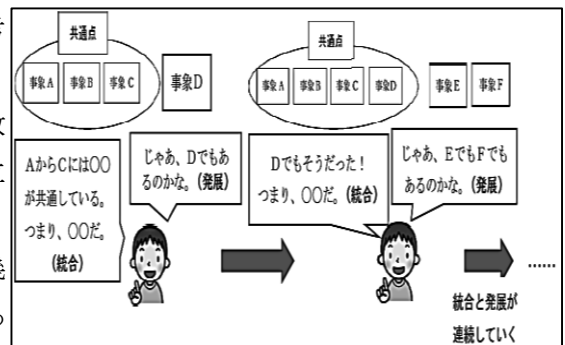 共通点
事象A
事象B
事象C
事象D
AからCには〇〇
が共通している。
つまり、〇〇だ。
(統合)
じゃあ、Dでもあ
るのかな。(発展)
共通点
事象A
事象B
事象C
事象D
事象E
事象F
Dでもそうだった！
つまり、〇〇だ。(統合)
じゃあ、EでもFでも
あるのかな。(発展)
……
統合と発展が
連続していく